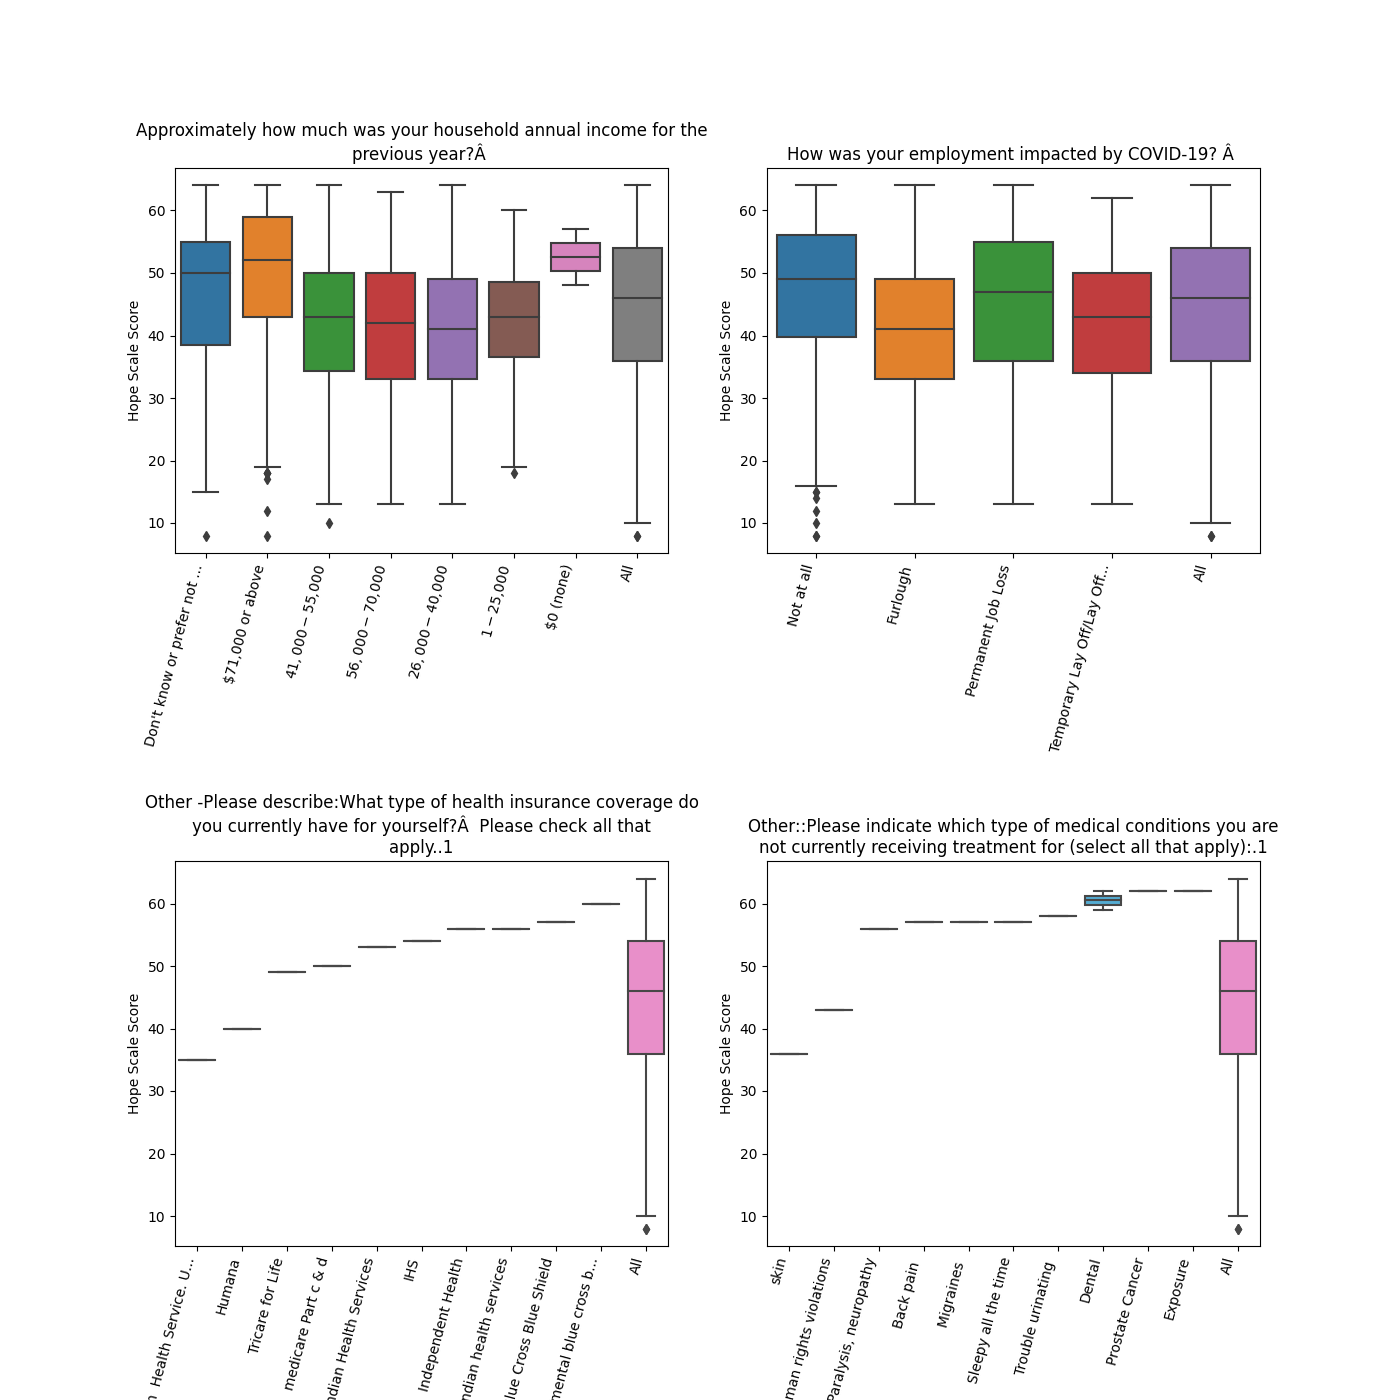 Approximately how much was your household annual income for the
previous year?Â
Hope Scale Score
60
50
40
30
20
10
Don't know or prefer not ...
$71,000 or above
41,000 − 55,000
56,000 − 70,000
26,000 − 40,000
1 − 25,000
$0 (none)
All
How was your employment impacted by COVID-19? Â
Hope Scale Score
60
50
40
30
20
10
Not at all
Furlough
Permanent Job Loss
Temporary Lay Off/Lay Off...
All
Other -Please describe:What type of health insurance coverage do
you currently have for yourself?Â  Please check all that
apply..1
Hope Scale Score
60
50
40
30
20
10
Health Service. U...
Humana
Tricare for Life
medicare Part c & d
Health Services
IHS
Independent Health
health services
Cross Blue Shield
blue cross b...
All
Other::Please indicate which type of medical conditions you are
not currently receiving treatment for (select all that apply):.1
Hope Scale Score
60
50
40
30
20
10
skin
rights violations
Paralysis, neuropathy
Back pain
Migraines
Sleepy all the time
Trouble urinating
Dental
Prostate Cancer
Exposure
All